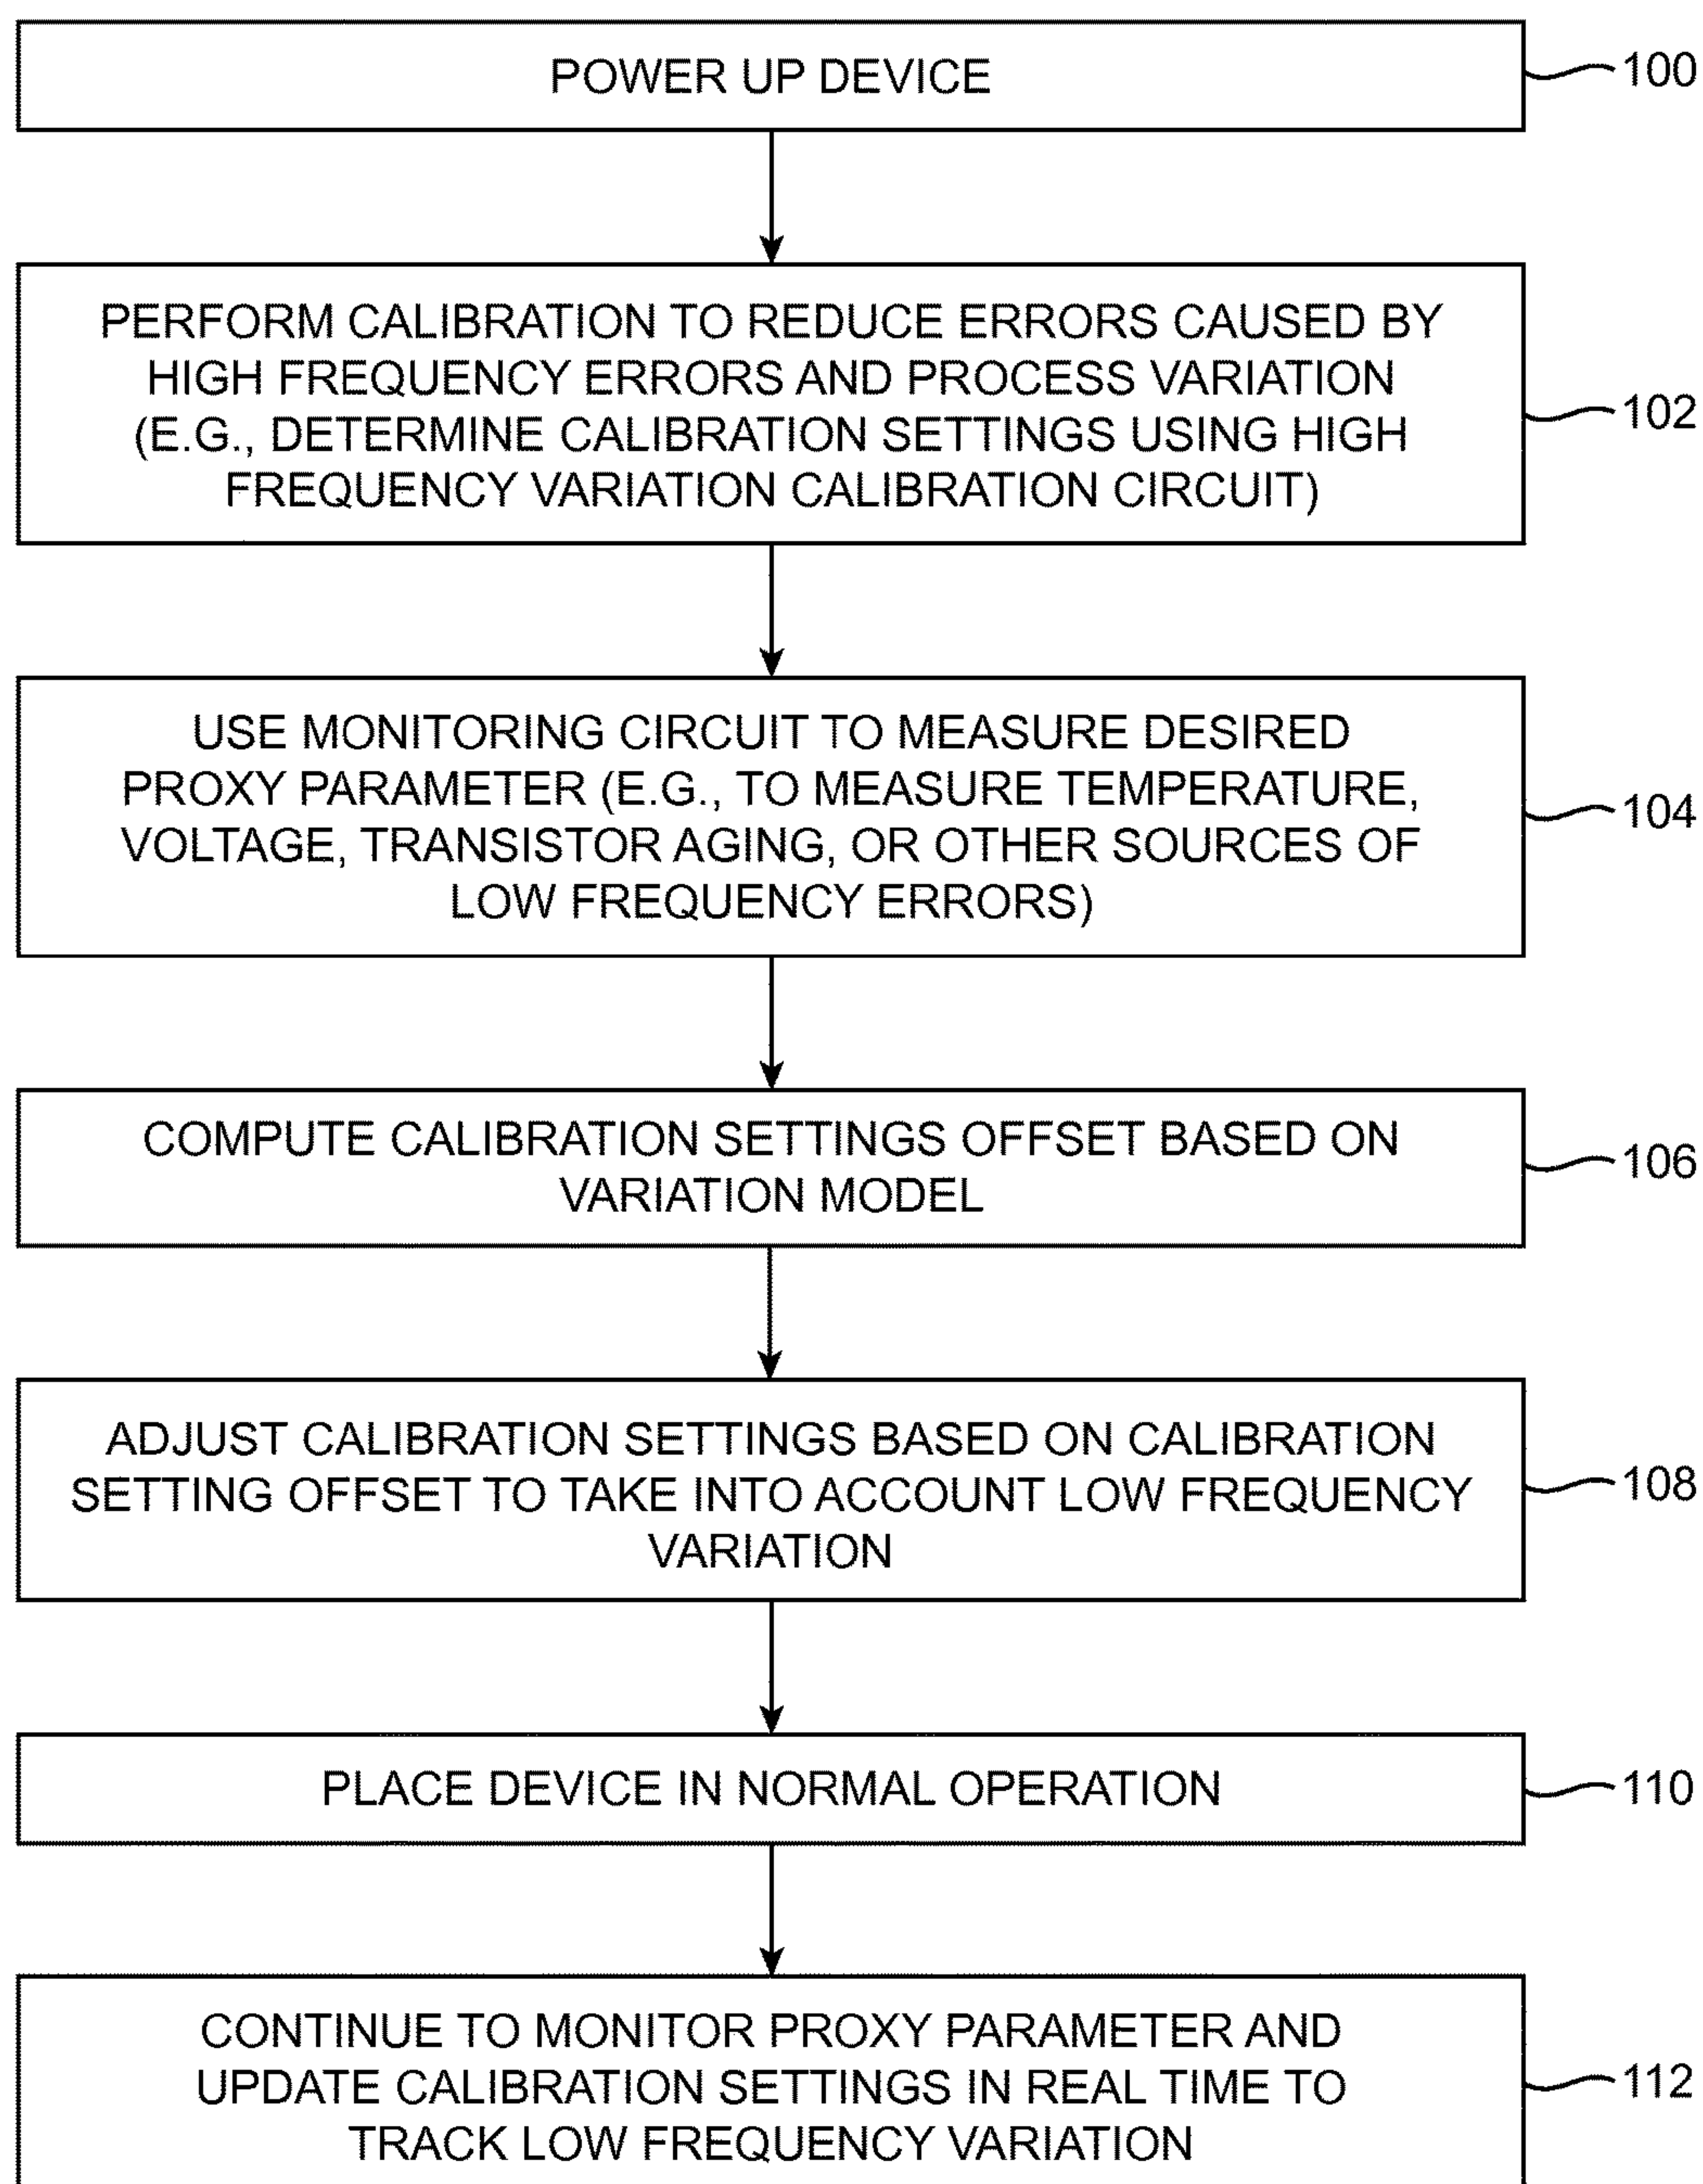 POWER UP DEVICE
100
PERFORM CALIBRATION TO REDUCE ERRORS CAUSED BY
HIGH FREQUENCY ERRORS AND PROCESS VARIATION
(E.G., DETERMINE CALIBRATION SETTINGS USING HIGH
FREQUENCY VARIATION CALIBRATION CIRCUIT)
102
USE MONITORING CIRCUIT TO MEASURE DESIRED
PROXY PARAMETER (E.G., TO MEASURE TEMPERATURE,
VOLTAGE, TRANSISTOR AGING, OR OTHER SOURCES OF
LOW FREQUENCY ERRORS)
104
COMPUTE CALIBRATION SETTINGS OFFSET BASED ON
VARIATION MODEL
106
ADJUST CALIBRATION SETTINGS BASED ON CALIBRATION
SETTING OFFSET TO TAKE INTO ACCOUNT LOW FREQUENCY
VARIATION
108
PLACE DEVICE IN NORMAL OPERATION
110
CONTINUE TO MONITOR PROXY PARAMETER AND
UPDATE CALIBRATION SETTINGS IN REAL TIME TO
TRACK LOW FREQUENCY VARIATION
112